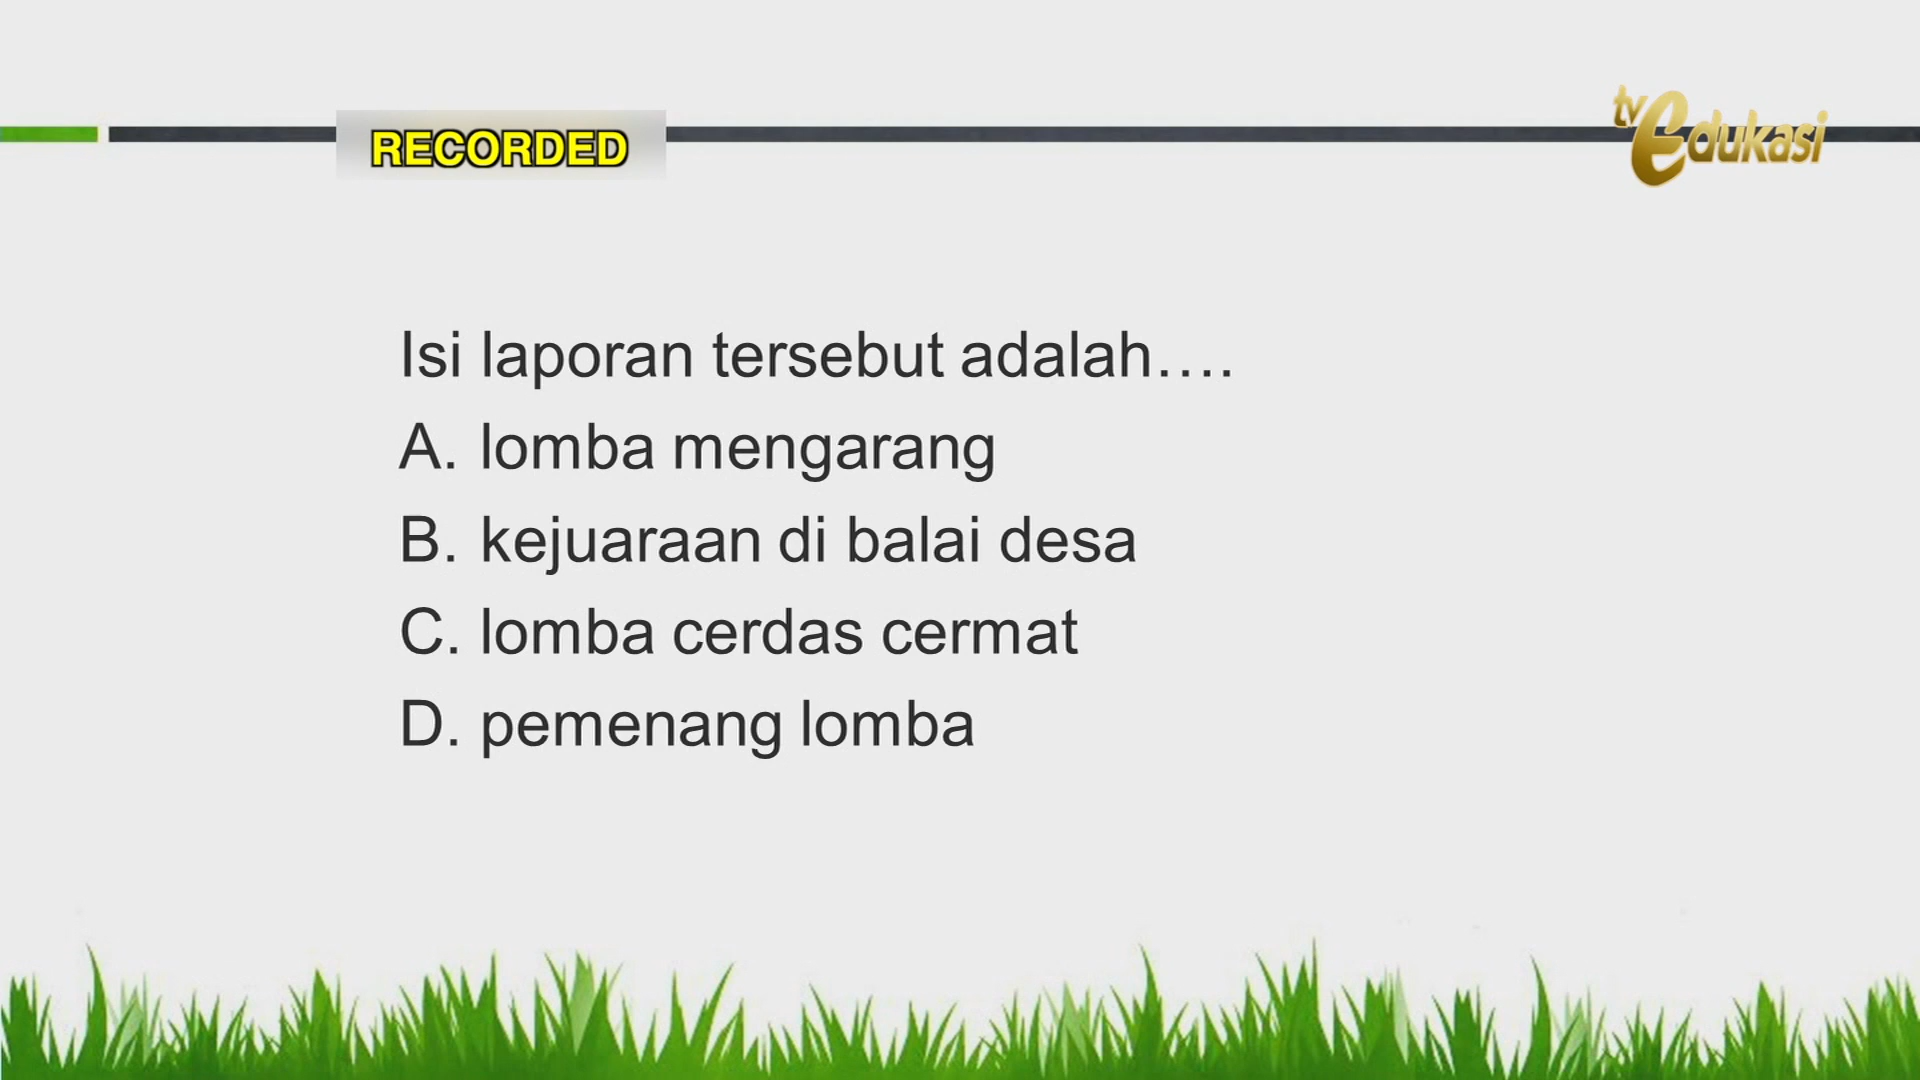 RECORDED
tv Edukasi
Isi laporan tersebut adalah….
A. lomba mengarang
B. kejuaraan di balai desa
C. lomba cerdas cermat
D. pemenang lomba